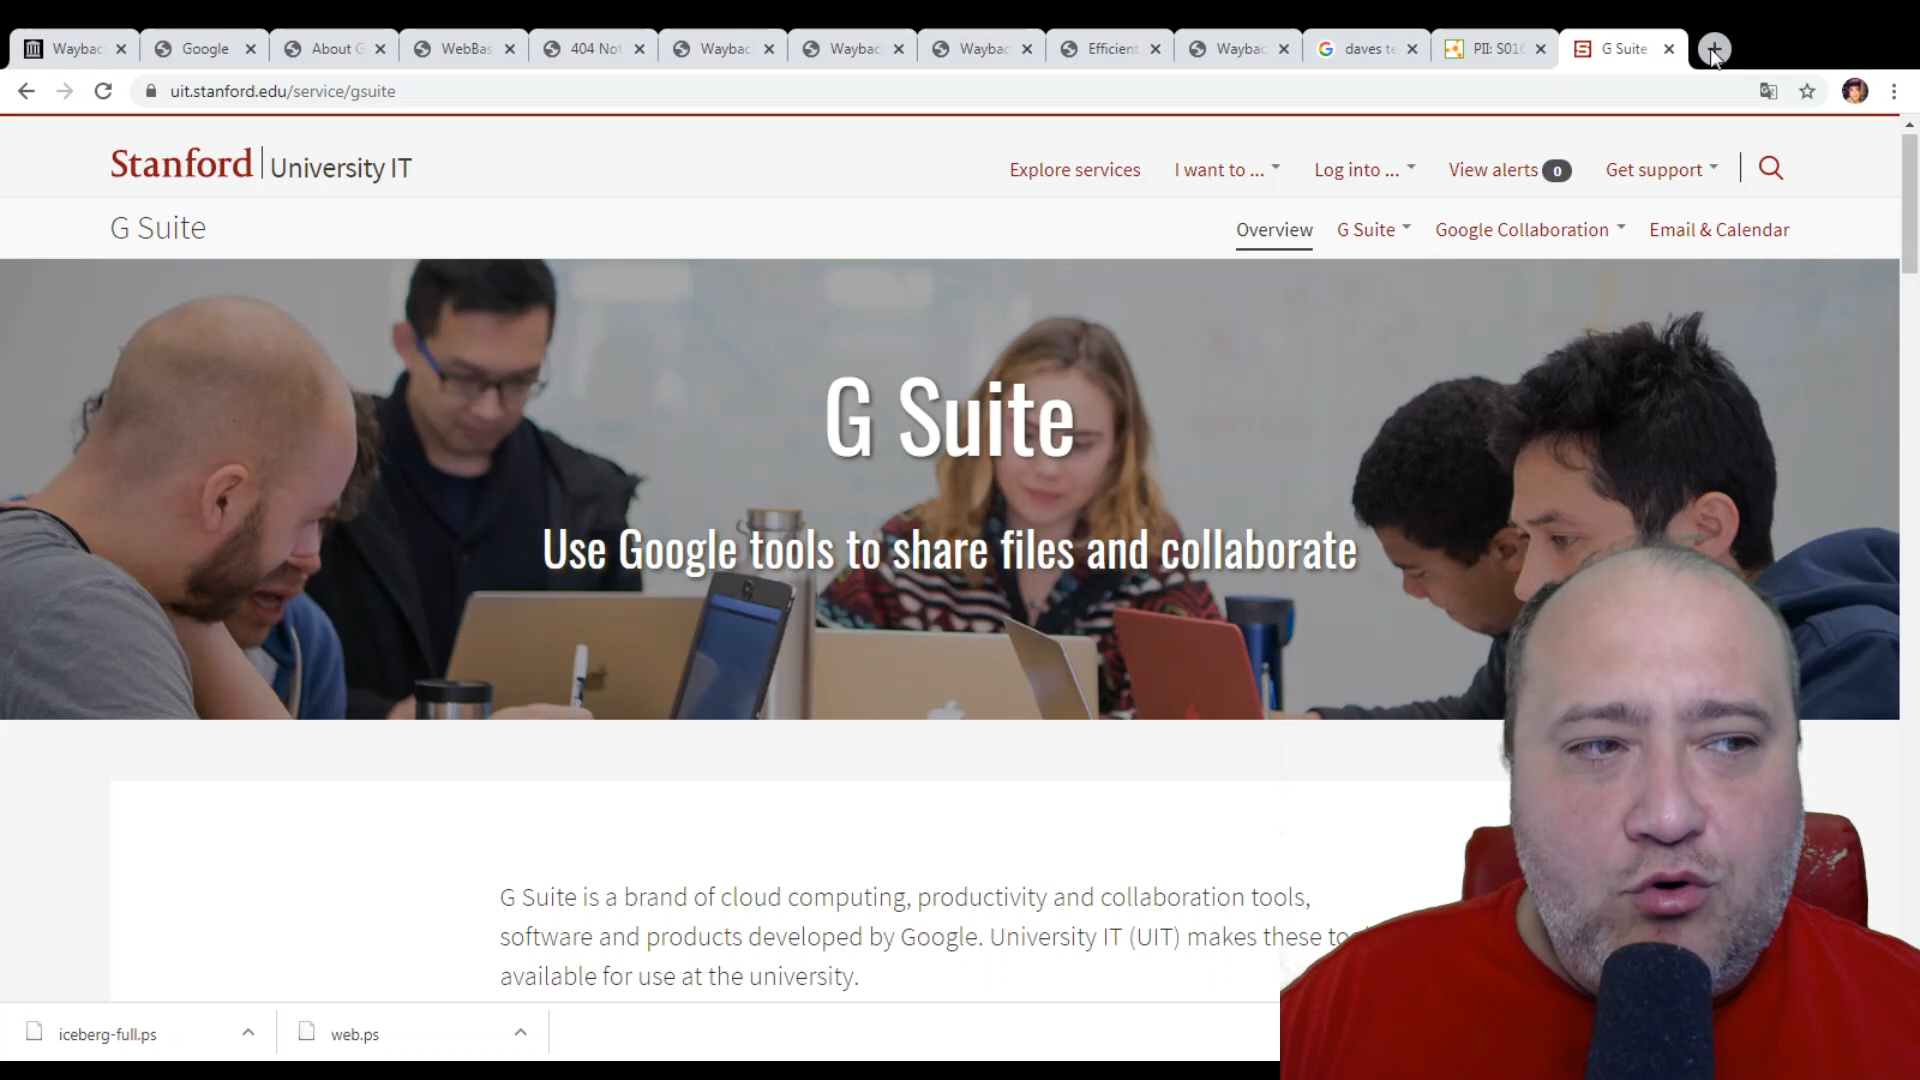 Waybac
Google
About G
WebBas
404 Not
Waybac
Waybac
Waybac
Efficient
Waybac
daves te
PII: S016
G Suite
uit.stanford.edu/service/gsuite
Stanford University IT
Explore services
I want to ...
Log into ...
View alerts 0
Get support
G Suite
Overview
G Suite
Google Collaboration
Email & Calendar
G Suite
Use Google tools to share files and collaborate
G Suite is a brand of cloud computing, productivity and collaboration tools,
software and products developed by Google. University IT (UIT) makes these too
available for use at the university.
iceberg-full.ps
web.ps